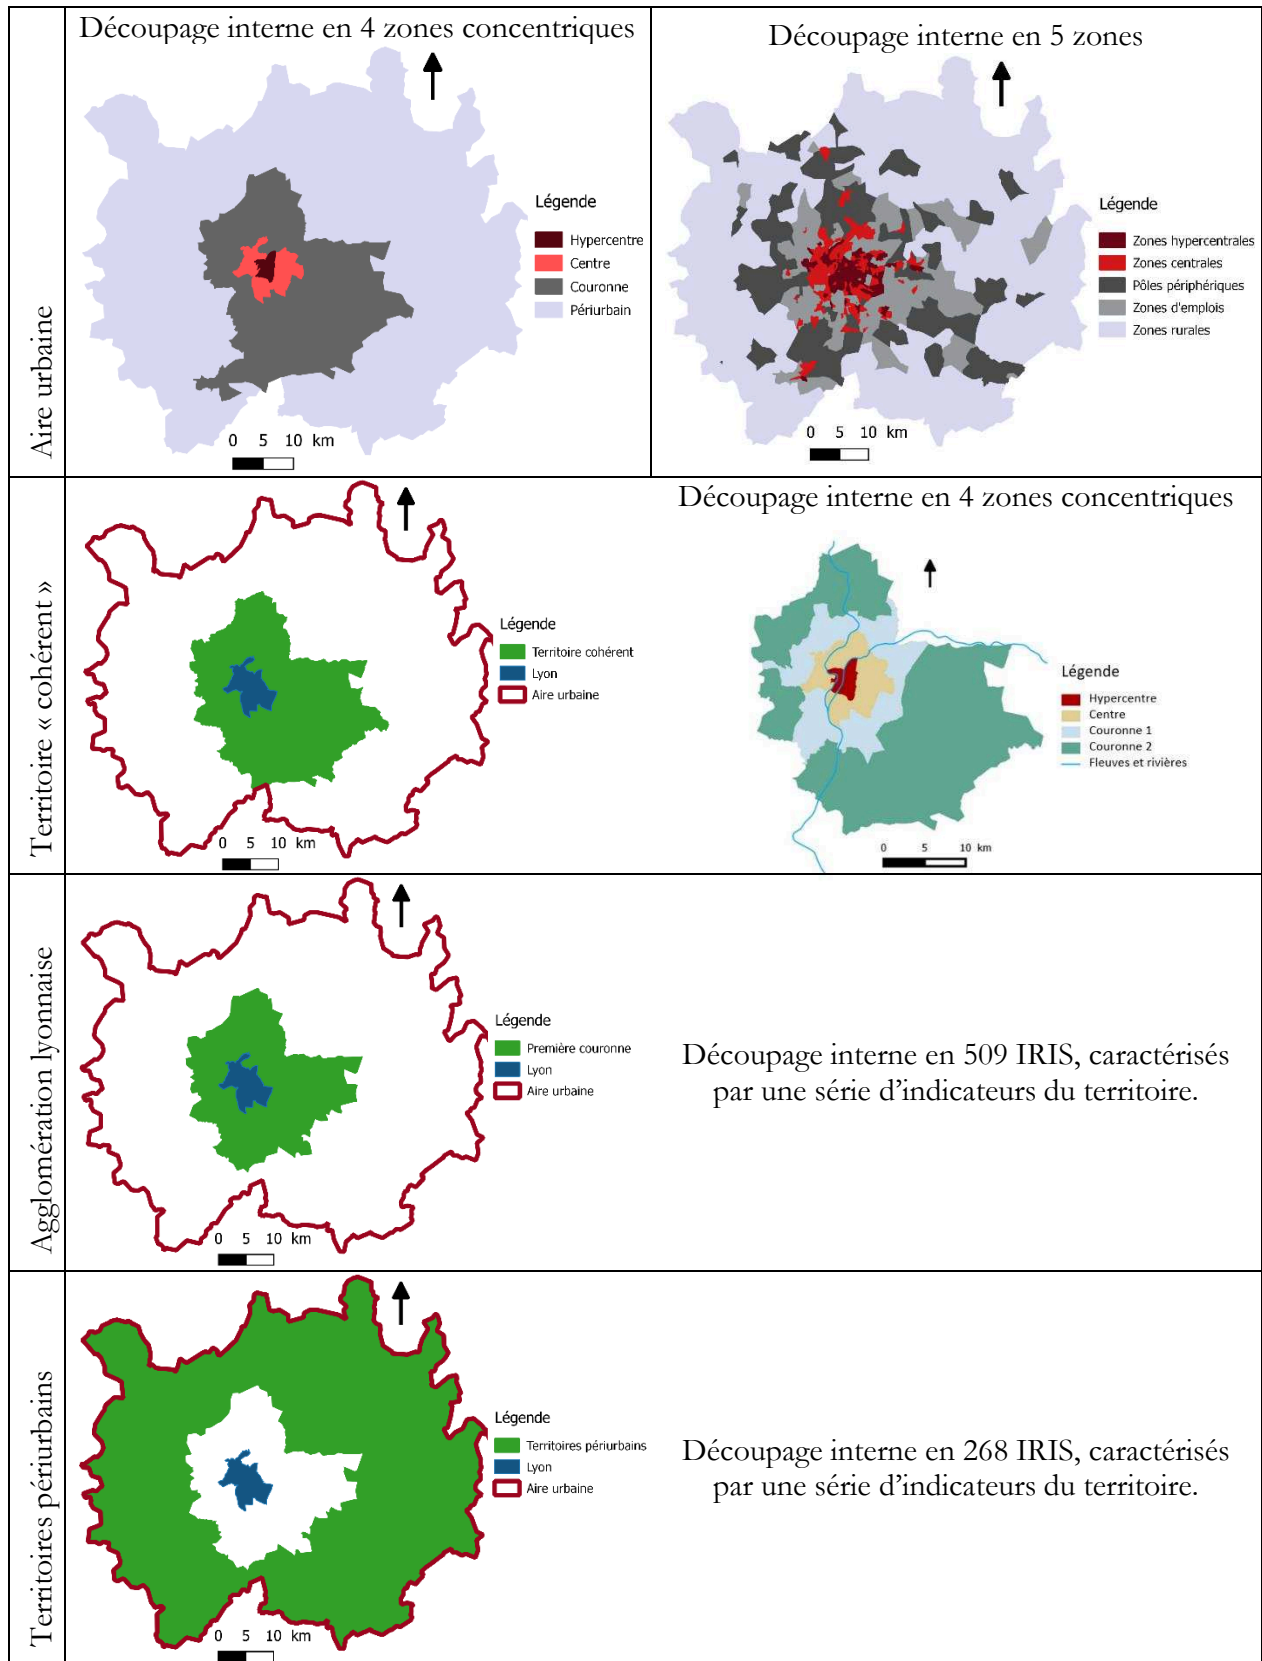 Aire urbaine
Découpage interne en 4 zones concentriques
Légende
Hypercentre
Centre
Couronne
Périurbain
0 5 10 km
Découpage interne en 5 zones
Légende
Zones hypercentrales
Zones centrales
Pôles périphériques
Zones d'emplois
Zones rurales
0 5 10 km
Territoire « cohérent »
Légende
Territoire cohérent
Lyon
Aire urbaine
0 5 10 km
Découpage interne en 4 zones concentriques
Légende
Hypercentre
Centre
Couronne 1
Couronne 2
Fleuves et rivières
0 5 10 km
Agglomération lyonnaise
Légende
Première couronne
Lyon
Aire urbaine
0 5 10 km
Découpage interne en 509 IRIS, caractérisés
par une série d’indicateurs du territoire.
Territoires périurbains
Légende
Territoires périurbains
Lyon
Aire urbaine
0 5 10 km
Découpage interne en 268 IRIS, caractérisés
par une série d’indicateurs du territoire.